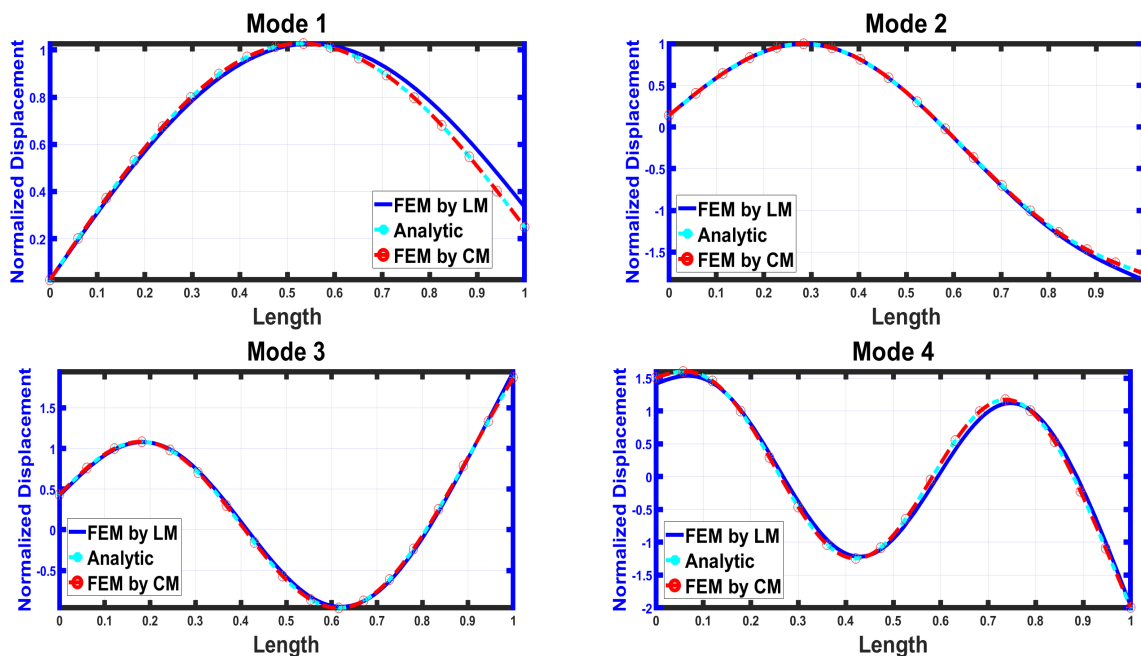 Mode 1
Normalized Displacement
1
0.8
0.6
0.4
0.2
FEM by LM
Analytic
FEM by CM
0 0.1 0.2 0.3 0.4 0.5 0.6 0.7 0.8 0.9 1
Length
Mode 2
Normalized Displacement
1
0.5
0
-0.5
-1
-1.5
FEM by LM
Analytic
FEM by CM
0 0.1 0.2 0.3 0.4 0.5 0.6 0.7 0.8 0.9
Length
Mode 3
Normalized Displacement
1.5
1
0.5
0
-0.5
FEM by LM
Analytic
FEM by CM
0 0.1 0.2 0.3 0.4 0.5 0.6 0.7 0.8 0.9 1
Length
Mode 4
Normalized Displacement
1.5
1
0.5
0
-0.5
-1
-1.5
-2
FEM by LM
Analytic
FEM by CM
0 0.1 0.2 0.3 0.4 0.5 0.6 0.7 0.8 0.9 1
Length